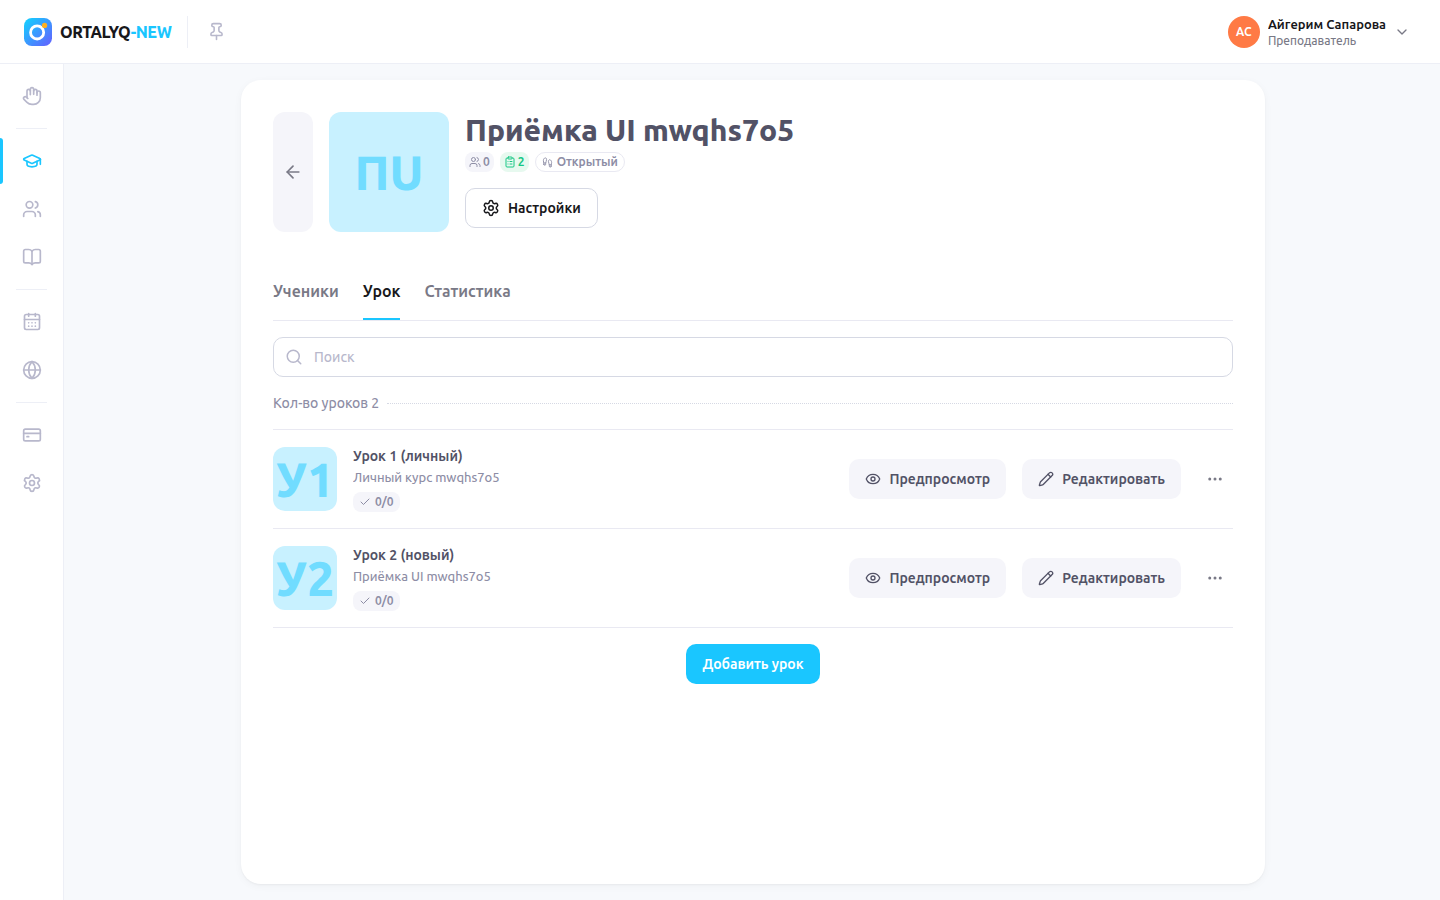 ORTALYQ-NEW
АС
Айгерим Сапарова
Преподаватель
ПU
Приёмка UI mwqhs7o5
0
2
Открытый
Настройки
Ученики
Урок
Статистика
Поиск
Кол-во уроков 2
У1
Урок 1 (личный)
Личный курс mwqhs7o5
0/0
Предпросмотр
Редактировать
У2
Урок 2 (новый)
Приёмка UI mwqhs7o5
0/0
Предпросмотр
Редактировать
Добавить урок